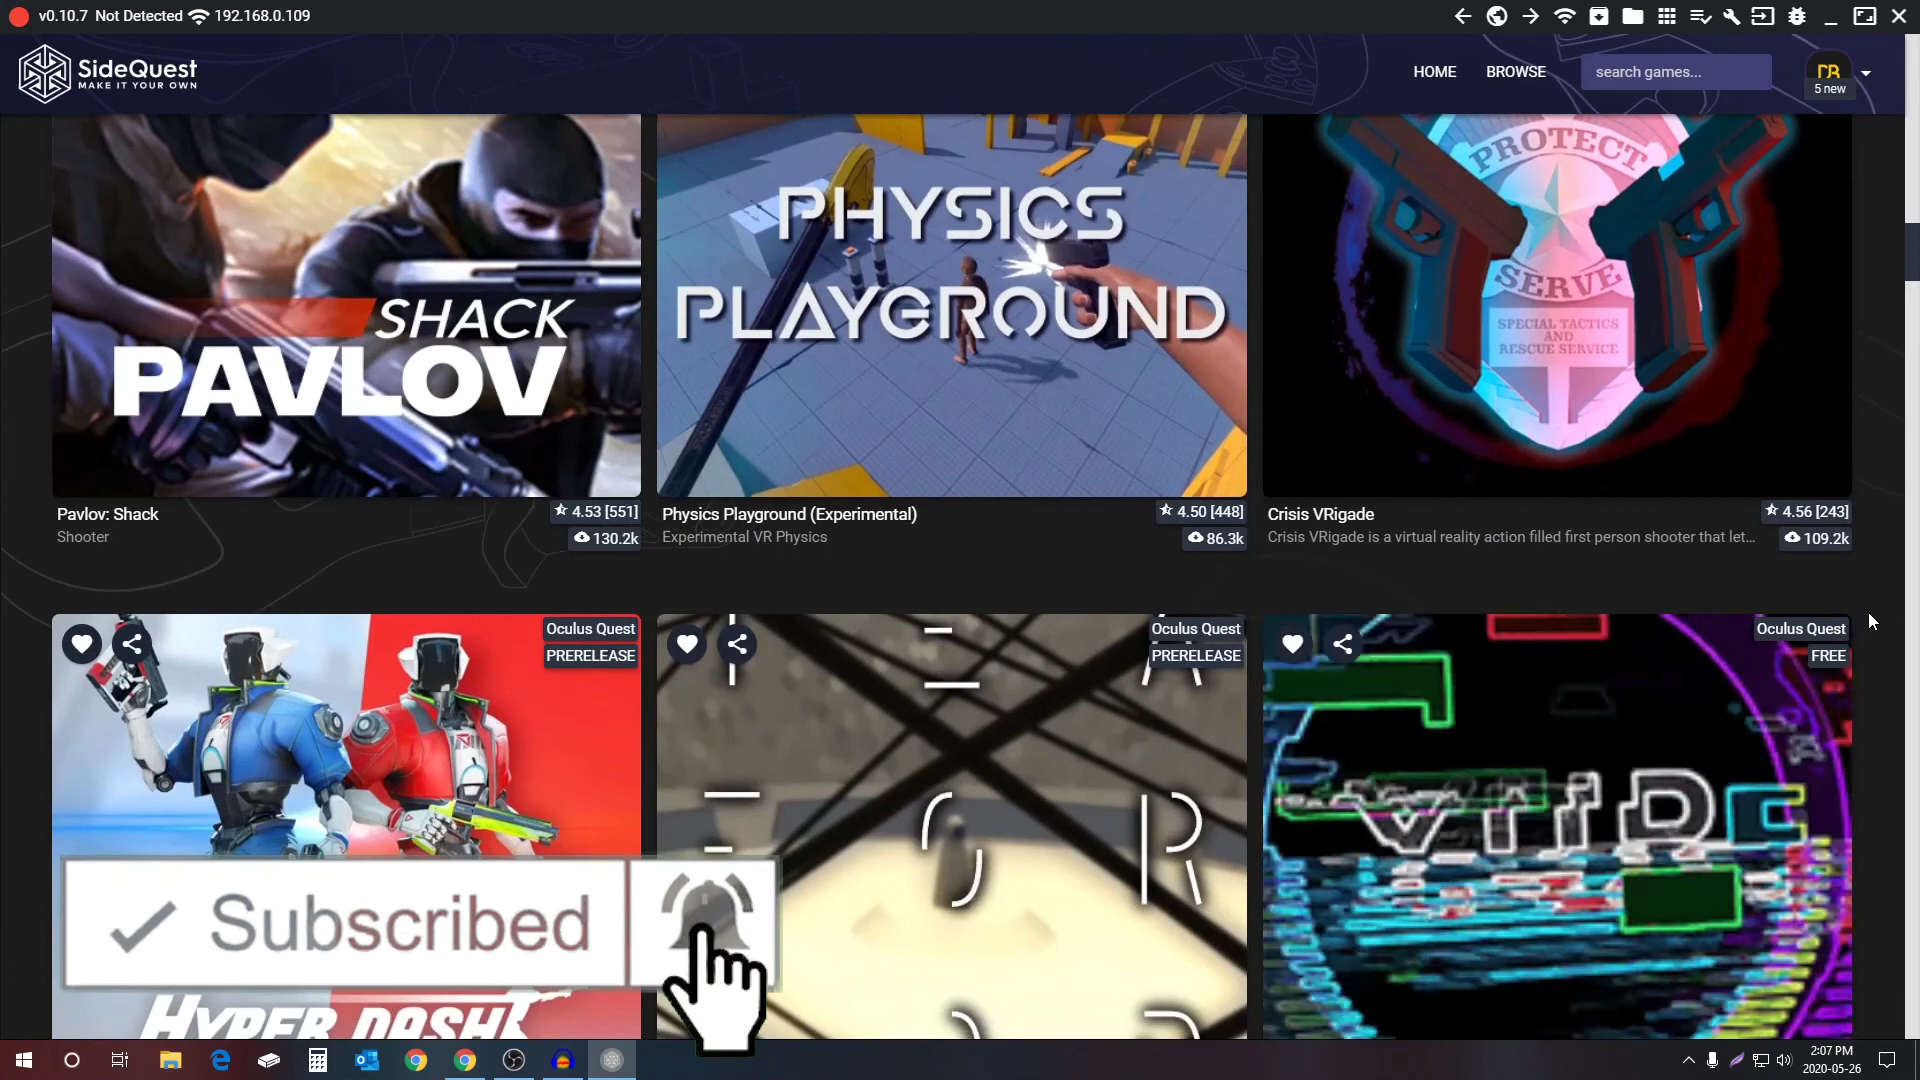 v0.10.7 Not Detected 192.168.0.109
SideQuest
MAKE IT YOUR OWN
HOME
BROWSE
search games...
5 new
SHACK
PAVLOV
PHYSICS
PLAYGROUND
PROTECT
SERVE
SPECIAL TACTICS
AND
RESCUE SERVICE
Pavlov: Shack
4.53 [551]
Shooter
130.2k
Physics Playground (Experimental)
4.50 [448]
Experimental VR Physics
86.3k
Crisis VRigade
4.56 [243]
Crisis VRigade is a virtual reality action filled first person shooter that let...
109.2k
Oculus Quest
PRERELEASE
Oculus Quest
PRERELEASE
Oculus Quest
FREE
Subscribed
HYPER DASH
2:07 PM
2020-05-26